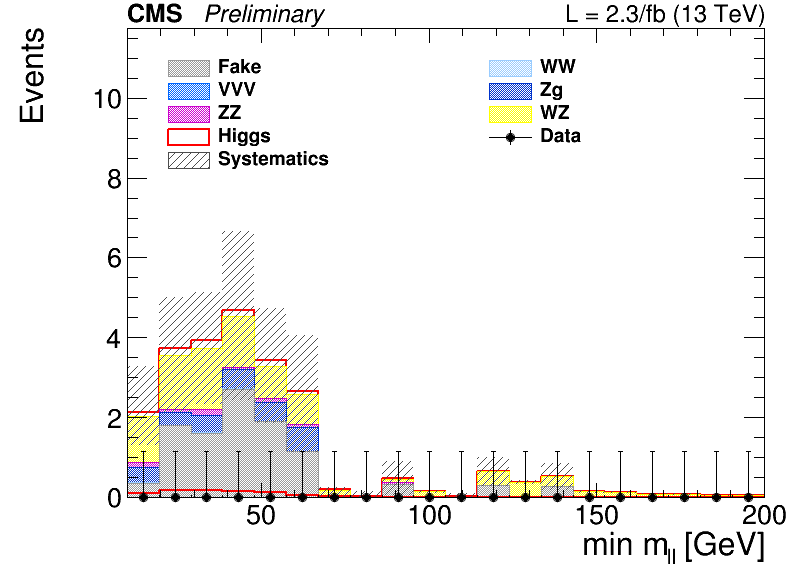 CMS Preliminary L = 2.3/fb (13 TeV)
Events
Fake WW
VVV Zg
ZZ WZ
Higgs Data
Systematics
10
8
6
4
2
0
50 100 150 200
min m_ll [GeV]